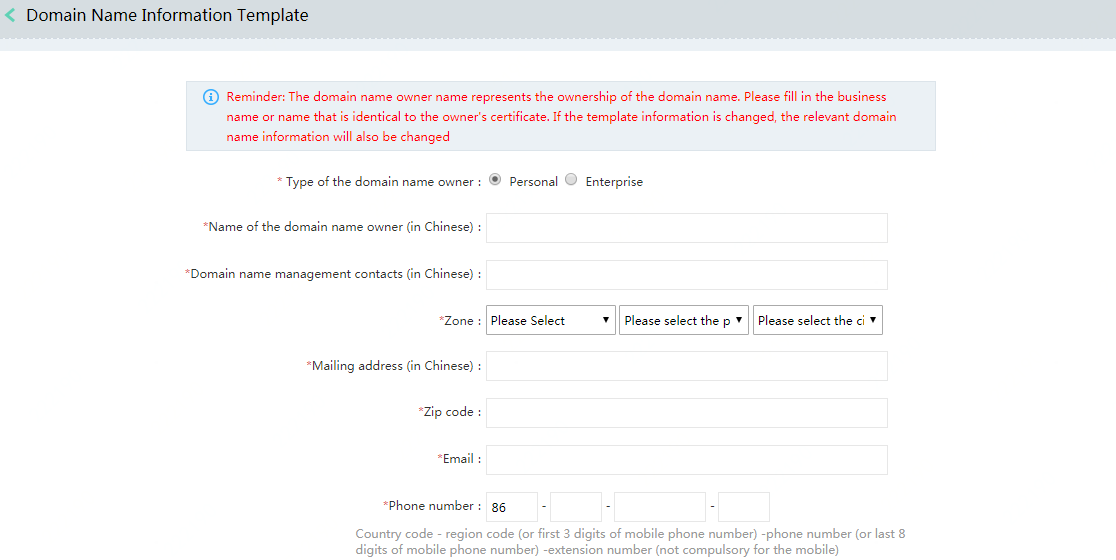 Domain Name Information Template
Reminder: The domain name owner name represents the ownership of the domain name. Please fill in the business
name or name that is identical to the owner's certificate. If the template information is changed, the relevant domain
name information will also be changed
* Type of the domain name owner : Personal Enterprise
*Name of the domain name owner (in Chinese) :
*Domain name management contacts (in Chinese) :
*Zone : Please Select Please select the p Please select the ci
*Mailing address (in Chinese) :
*Zip code :
*Email :
*Phone number : 86 - - -
Country code - region code (or first 3 digits of mobile phone number) -phone number (or last 8
digits of mobile phone number) -extension number (not compulsory for the mobile)